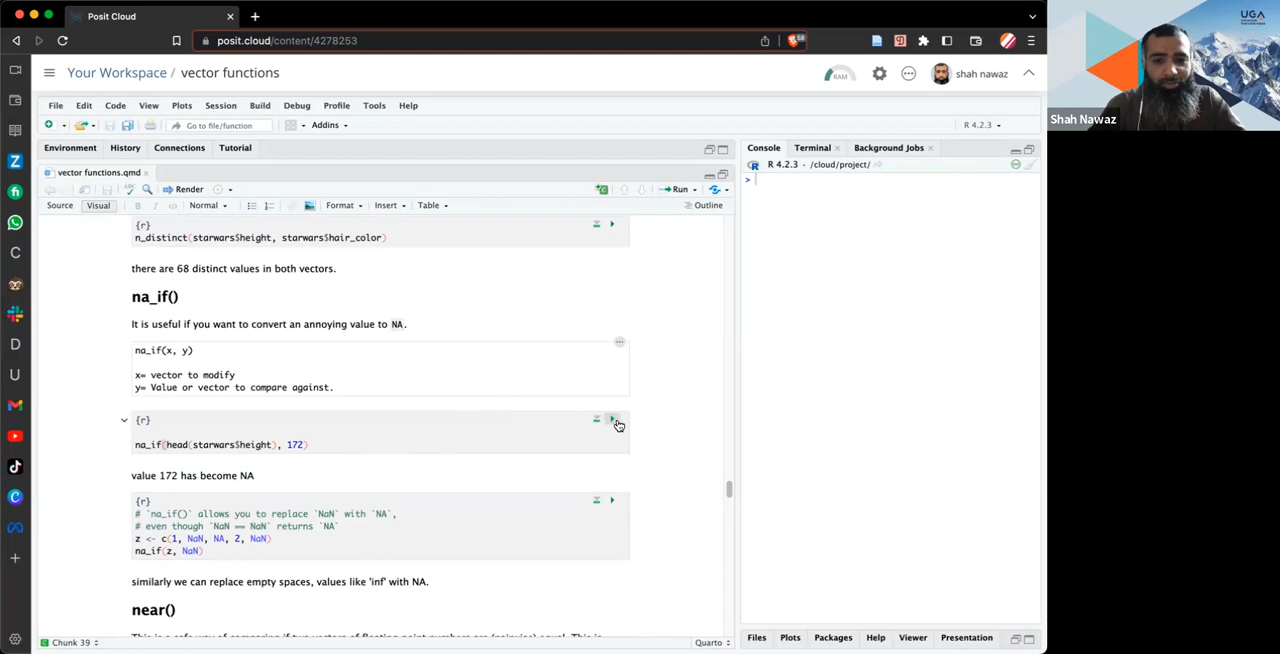 Posit Cloud
posit.cloud/content/4278253
58
Your Workspace / vector functions
RAM
shah nawaz
File Edit Code View Plots Session Build Debug Profile Tools Help
Go to file/function
Addins
R 4.2.3
Environment History Connections Tutorial
vector functions.qmd
Render
Run
Source Visual
B I </> Normal
Format Insert Table
Outline
{r}
n_distinct(starwars$height, starwars$hair_color)
there are 68 distinct values in both vectors.
na_if()
It is useful if you want to convert an annoying value to NA.
na_if(x, y)
x= vector to modify
y= Value or vector to compare against.
{r}
na_if(head(starwars$height), 172)
value 172 has become NA
{r}
# `na_if()` allows you to replace `NaN` with `NA`,
# even though `NaN == NaN` returns `NA`
z <- c(1, NaN, NA, 2, NaN)
na_if(z, NaN)
similarly we can replace empty spaces, values like 'inf' with NA.
near()
Chunk 39
Quarto
Console Terminal Background Jobs
R 4.2.3 · /cloud/project/
>
Files Plots Packages Help Viewer Presentation
UGA
Shah Nawaz